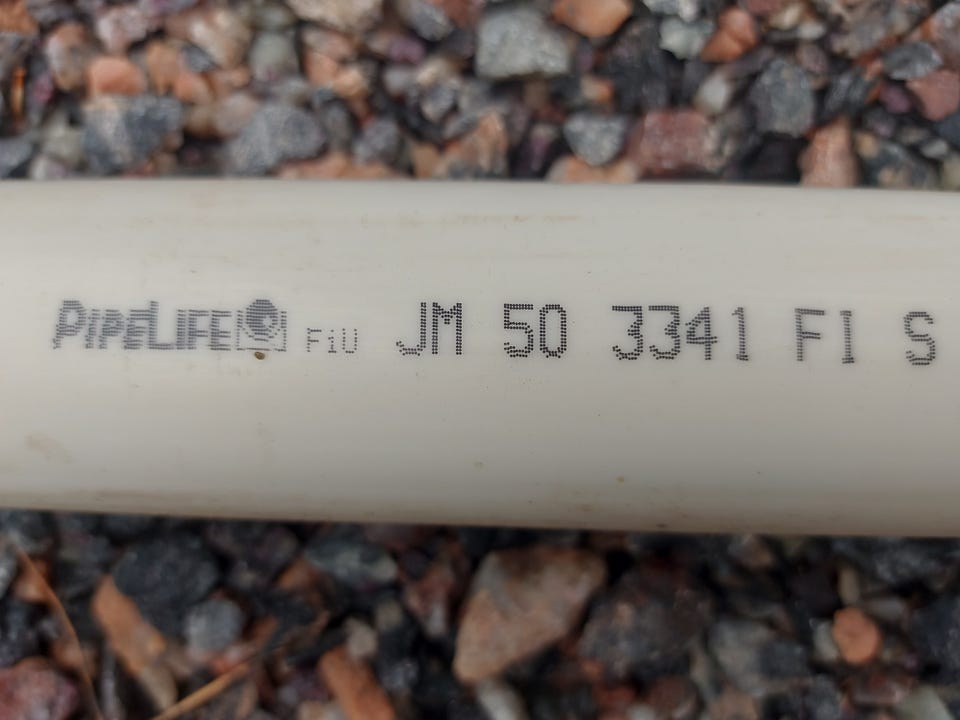 PIPELIFE FiU JM 50 3341 FI S